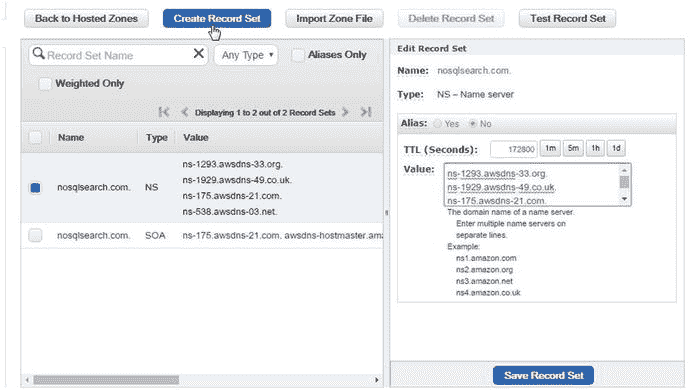 Back to Hosted Zones Create Record Set Import Zone File Delete Record Set Test Record Set
Record Set Name Any Type Aliases Only
Weighted Only
Displaying 1 to 2 out of 2 Record Sets
Name Type Value
nosqlsearch.com. NS
ns-1293.awsdns-33.org.
ns-1929.awsdns-49.co.uk.
ns-175.awsdns-21.com.
ns-538.awsdns-03.net.
nosqlsearch.com. SOA ns-175.awsdns-21.com. awsdns-hostmaster.ama
Edit Record Set
Name: nosqlsearch.com.
Type: NS – Name server
Alias: Yes No
TTL (Seconds): 172800 1m 5m 1h 1d
Value: ns-1293.awsdns-33.org.
ns-1929.awsdns-49.co.uk.
ns-175.awsdns-21.com.
The domain name of a name server.
Enter multiple name servers on
separate lines.
Example:
ns1.amazon.com
ns2.amazon.org
ns3.amazon.net
ns4.amazon.co.uk
Save Record Set